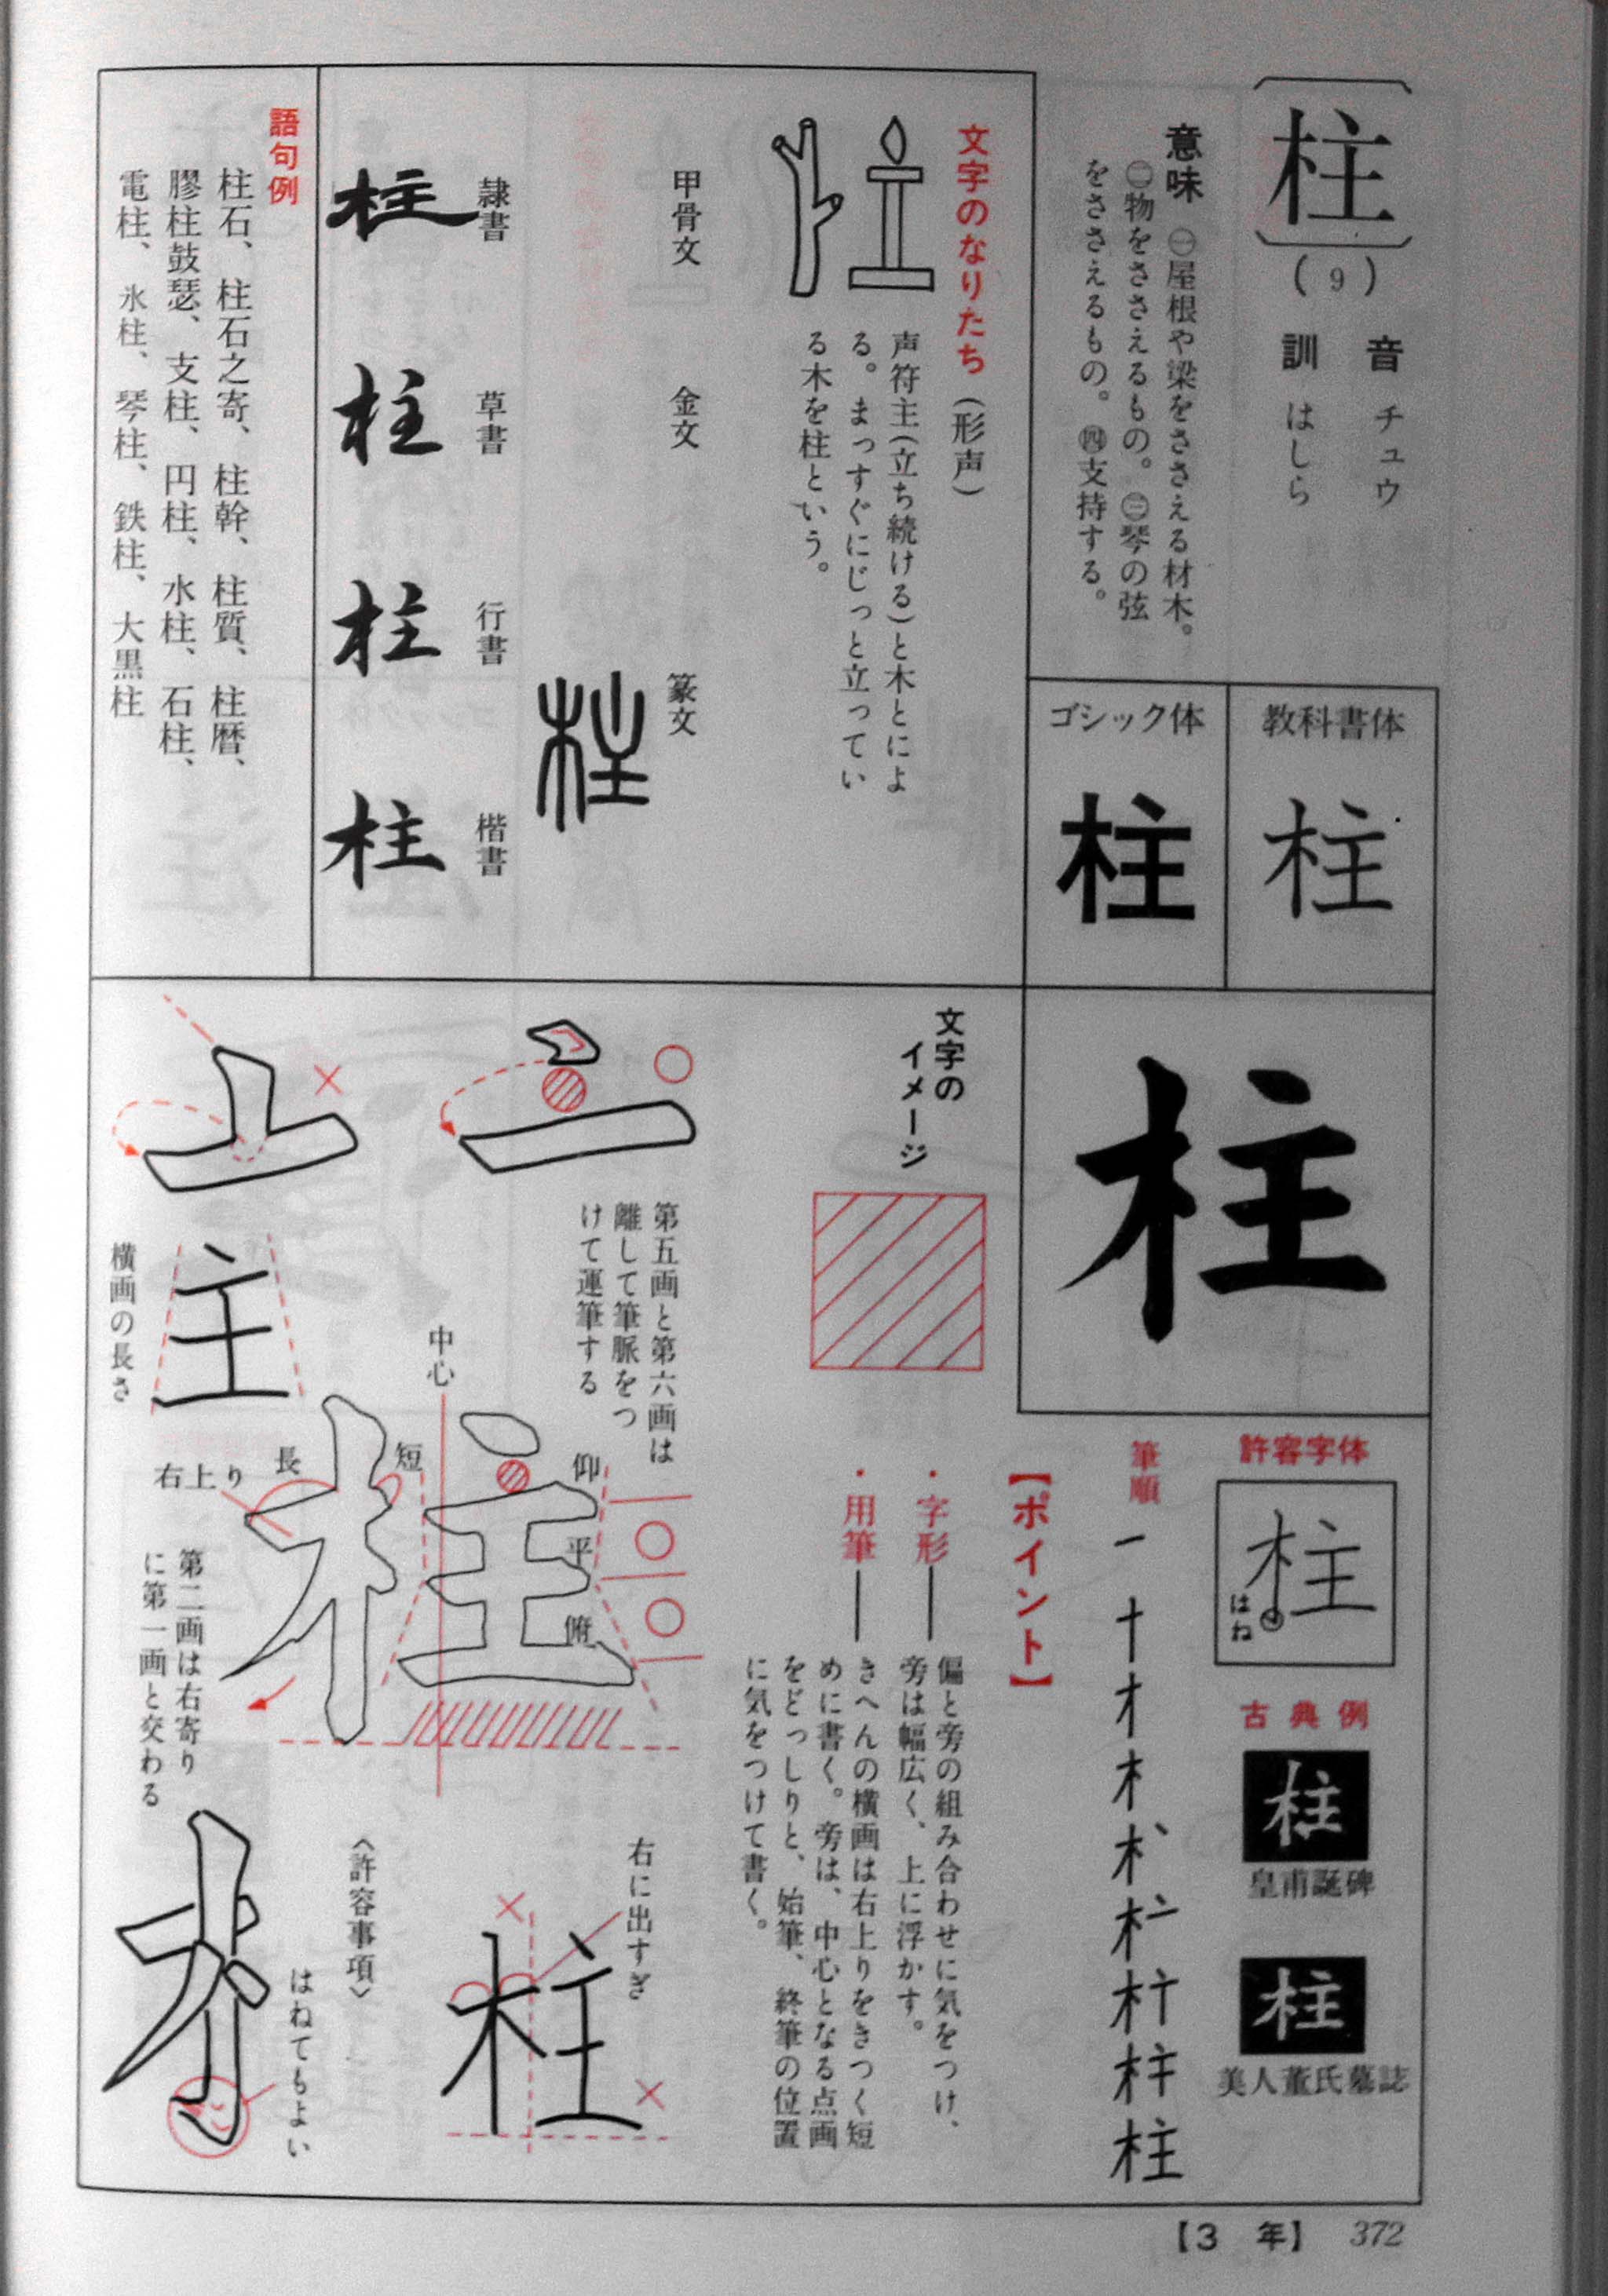 柱
(9)
音 チュウ
訓 はしら
意味 ㊀屋根や梁をささえる材木。
㊁物をささえるもの。㊂琴の弦
をささえるもの。㊃支持する。
教科書体
柱
ゴシック体
柱
柱
文字のなりたち(形声)
声符主(立ち続ける)と木とによ
る。まっすぐにじっと立ってい
る木を柱という。
甲骨文
金文
篆文
柱
隷書
柱
草書
柱
行書
柱
楷書
柱
語句例
柱石、柱石之寄、柱幹、柱質、柱暦、
膠柱鼓瑟、支柱、円柱、水柱、石柱、
電柱、氷柱、琴柱、鉄柱、大黒柱
許容字体
柱
はね
古典例
柱
皇甫誕碑
柱
美人董氏墓誌
筆順
柱
【ポイント】
・字形―偏と旁の組み合わせに気をつけ、
旁は幅広く、上に浮かす。
・用筆―きへんの横画は右上りをきつく短
めに書く。旁は、中心となる点画
をどっしりと、始筆、終筆の位置
に気をつけて書く。
文字の
イメージ
第五画と第六画は
離して筆脈をつ
けて運筆する
主
横画の長さ
中心
柱
短
長
右上り
仰
平
俯
第二画は右寄り
に第一画と交わる
右に出すぎ
柱
〈許容事項〉
はねてもよい
【3 年】 372